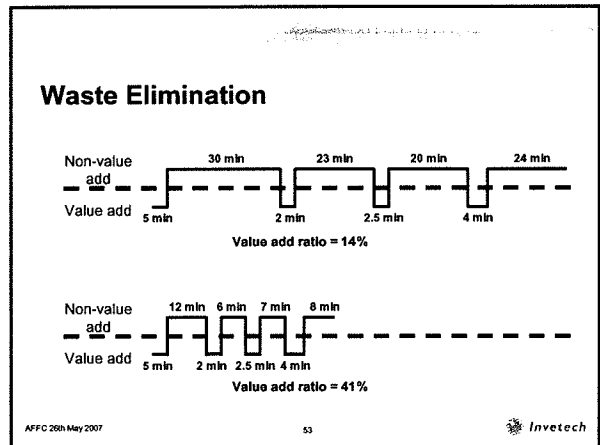 Waste Elimination
Non-value add
30 min 23 min 20 min 24 min
Value add
5 min 2 min 2.5 min 4 min
Value add ratio = 14%
Non-value add
12 min 6 min 7 min 8 min
Value add
5 min 2 min 2.5 min 4 min
Value add ratio = 41%
AFFC 26th May 2007 53 Invetech